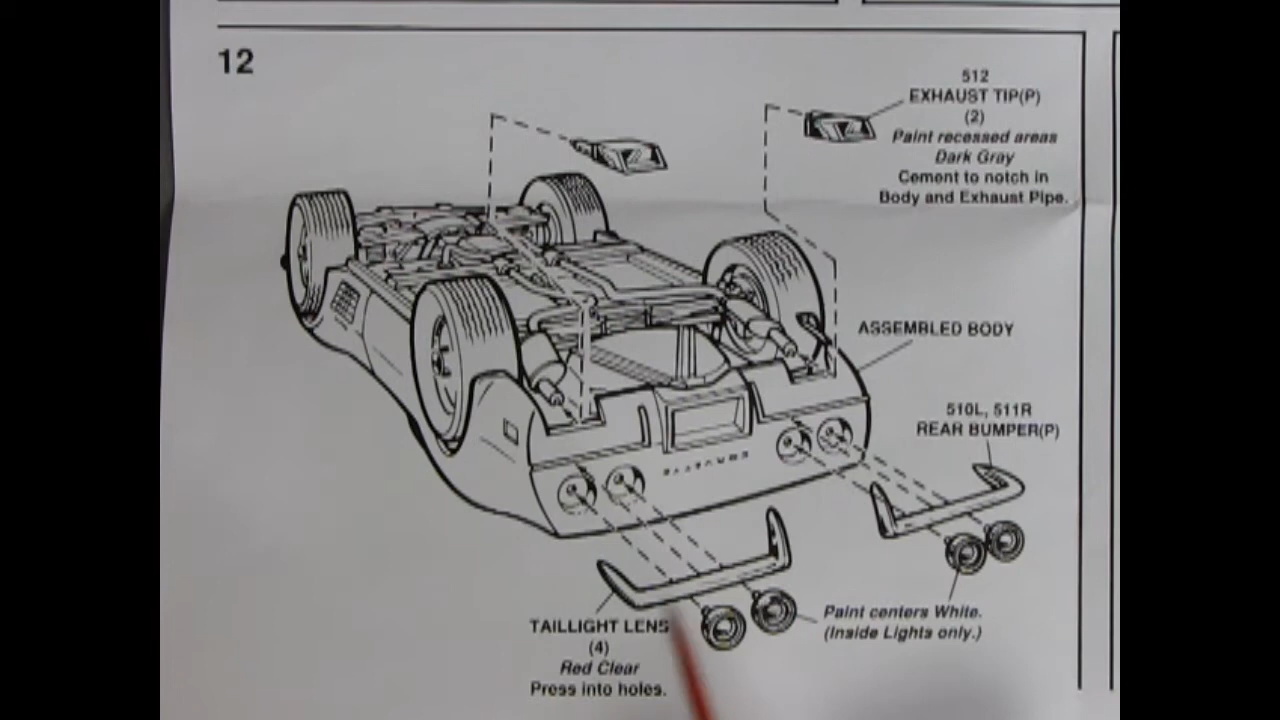 12
512
EXHAUST TIP(P)
(2)
Paint recessed areas
Dark Gray
Cement to notch in
Body and Exhaust Pipe.
ASSEMBLED BODY
510L, 511R
REAR BUMPER(P)
TAILLIGHT LENS
(4)
Red Clear
Press into holes.
Paint centers White.
(Inside Lights only.)